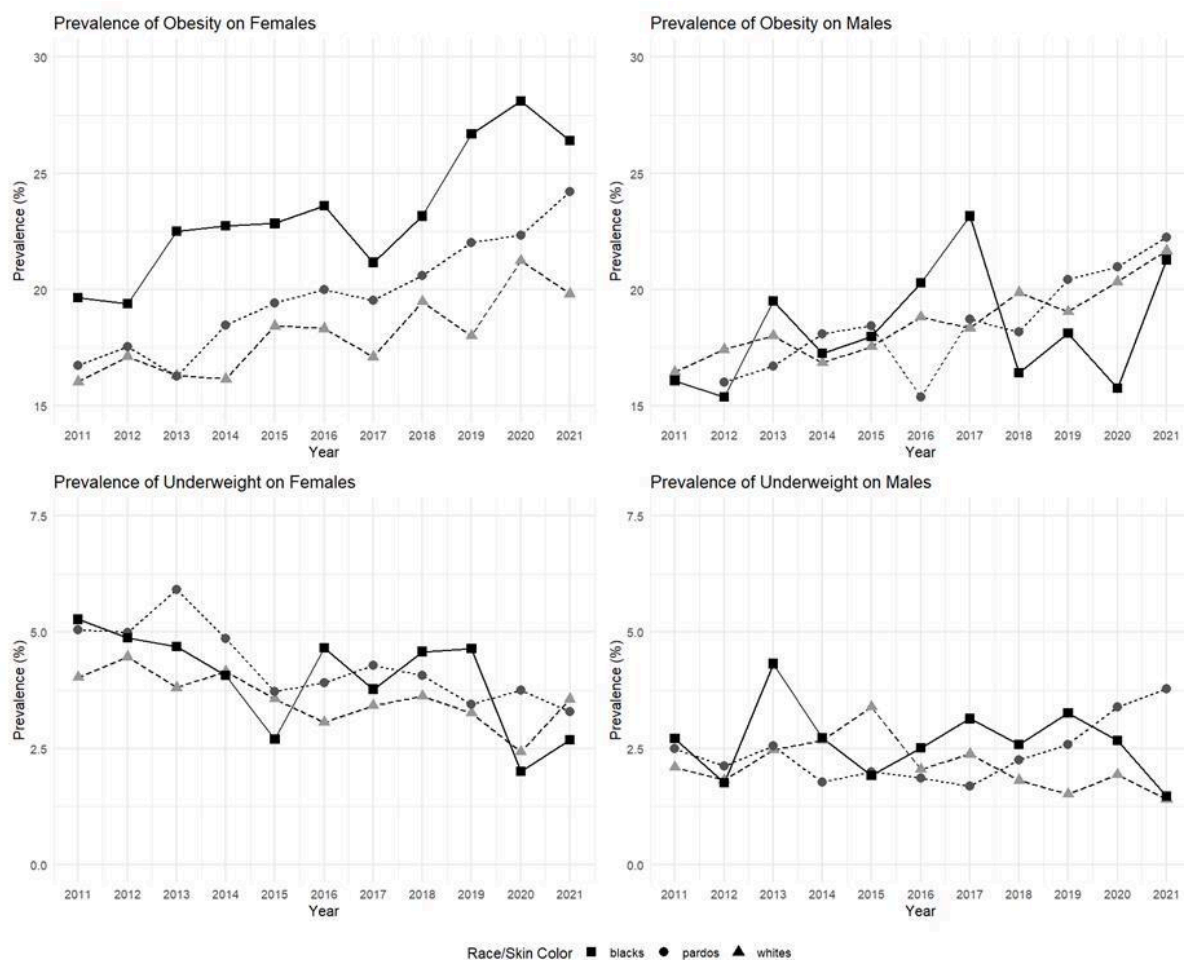 Prevalence of Obesity on Females
30
25
20
15
Prevalence (%)
2011 2012 2013 2014 2015 2016 2017 2018 2019 2020 2021
Year
Prevalence of Obesity on Males
30
25
20
15
Prevalence (%)
2011 2012 2013 2014 2015 2016 2017 2018 2019 2020 2021
Year
Prevalence of Underweight on Females
7.5
5.0
2.5
0.0
Prevalence (%)
2011 2012 2013 2014 2015 2016 2017 2018 2019 2020 2021
Year
Prevalence of Underweight on Males
7.5
5.0
2.5
0.0
Prevalence (%)
2011 2012 2013 2014 2015 2016 2017 2018 2019 2020 2021
Year
Race/Skin Color blacks pardos whites